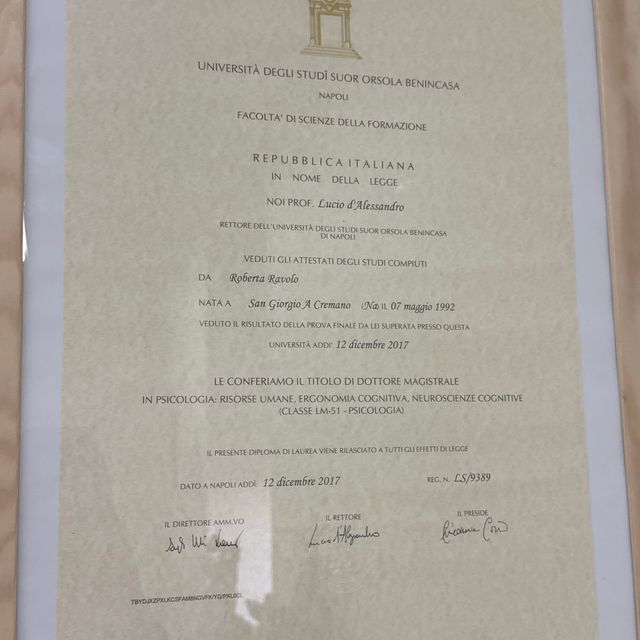 UNIVERSITÀ DEGLI STUDÎ SUOR ORSOLA BENINCASA
NAPOLI
FACOLTA' DI SCIENZE DELLA FORMAZIONE
REPUBBLICA ITALIANA
IN NOME DELLA LEGGE
NOI PROF. Lucio d'Alessandro
RETTORE DELL'UNIVERSITÀ DEGLI STUDI SUOR ORSOLA BENINCASA
DI NAPOLI
VEDUTI GLI ATTESTATI DEGLI STUDI COMPIUTI
DA Roberta Ravolo
NATA A San Giorgio A Cremano (Na) IL 07 maggio 1992
VEDUTO IL RISULTATO DELLA PROVA FINALE DA LEI SUPERATA PRESSO QUESTA
UNIVERSITÀ ADDI' 12 dicembre 2017
LE CONFERIAMO IL TITOLO DI DOTTORE MAGISTRALE
IN PSICOLOGIA: RISORSE UMANE, ERGONOMIA COGNITIVA, NEUROSCIENZE COGNITIVE
(CLASSE LM-51 - PSICOLOGIA)
IL PRESENTE DIPLOMA DI LAUREA VIENE RILASCIATO A TUTTI GLI EFFETTI DI LEGGE
DATO A NAPOLI ADDÌ: 12 dicembre 2017 REG. N. LS/9389
IL DIRETTORE AMM.VO IL RETTORE IL PRESIDE
Lucio d'Alessandro